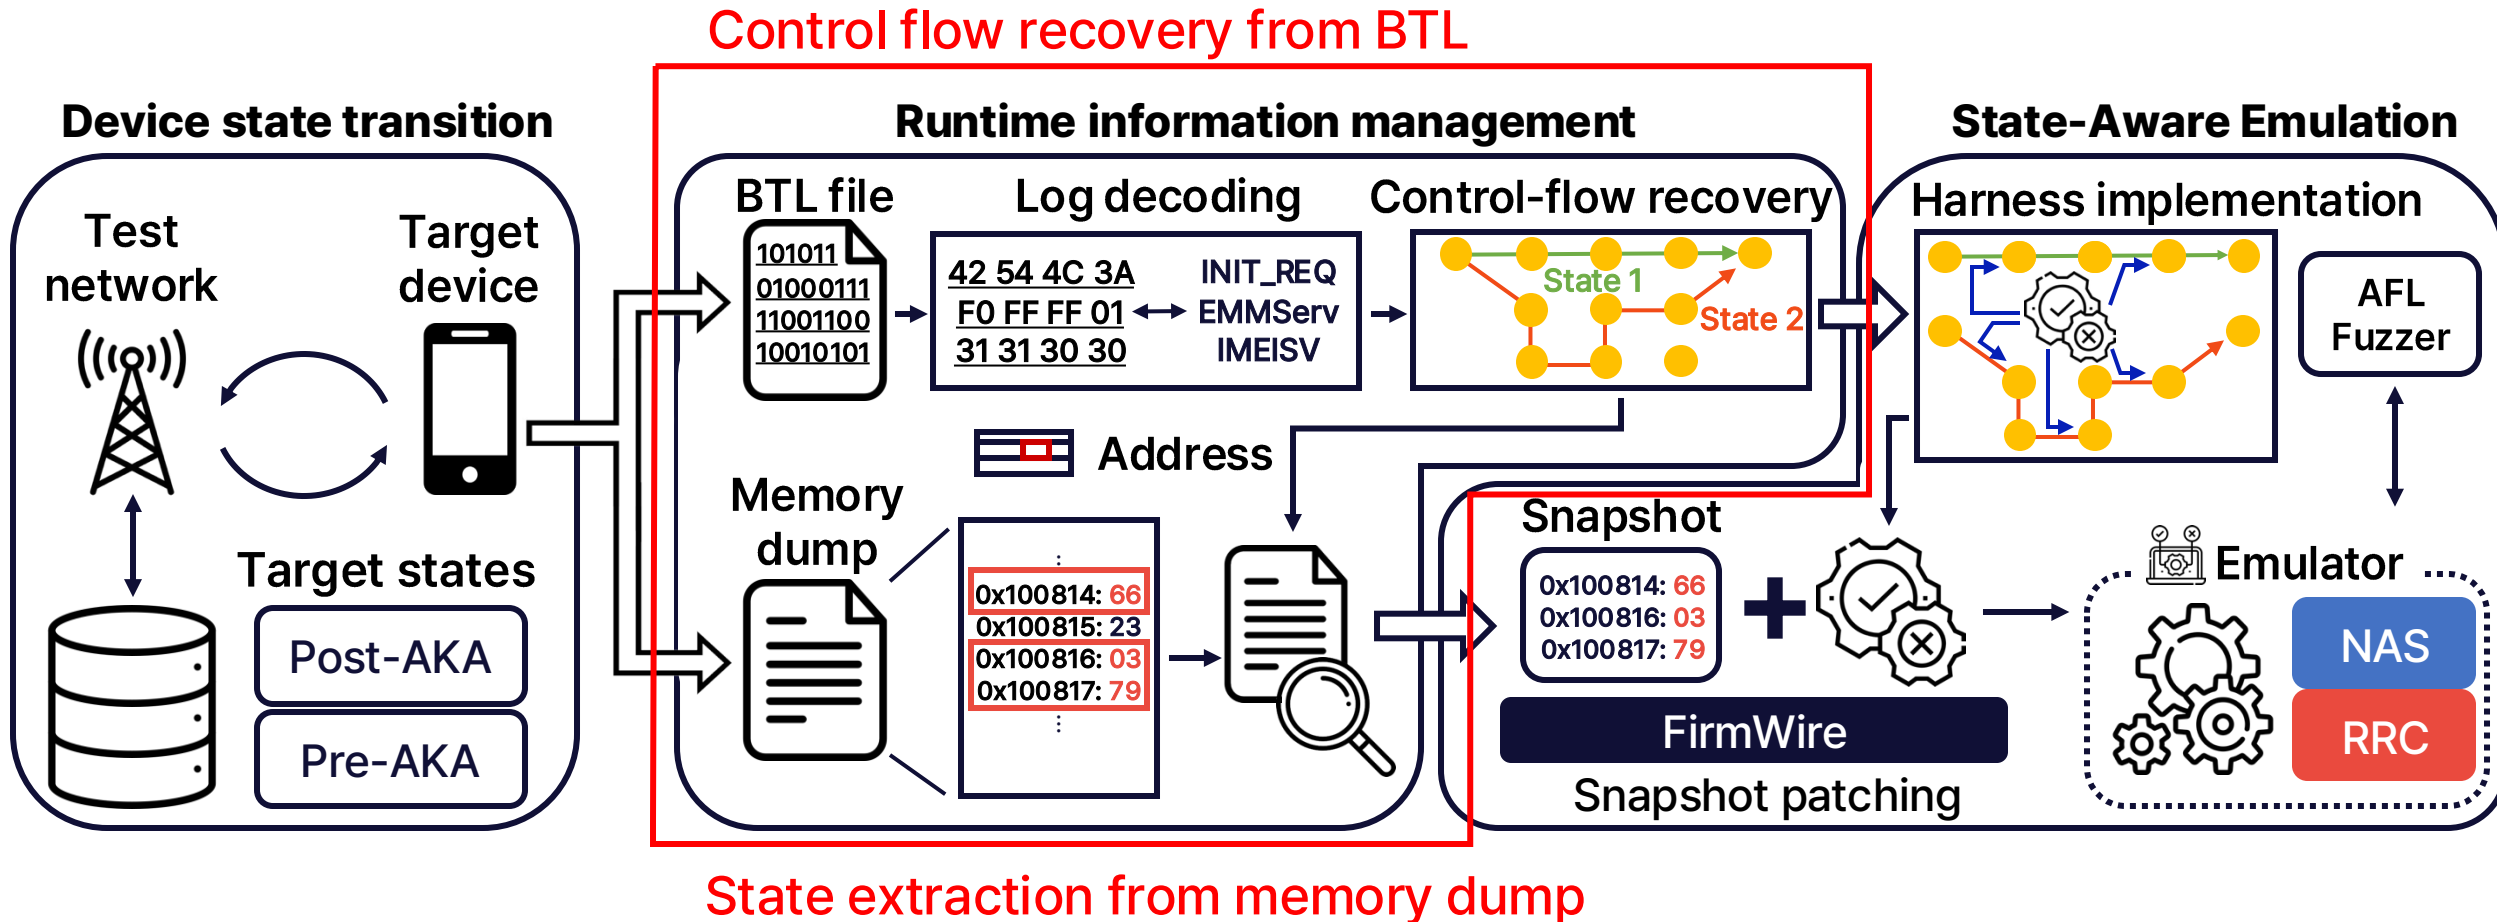 Control flow recovery from BTL
Device state transition
Runtime information management
State-Aware Emulation
Test
network
Target
device
Target states
Post-AKA
Pre-AKA
BTL file
101011
01000111
11001100
10010101
Log decoding
42 54 4C 3A
F0 FF FF 01
31 31 30 30
INIT_REQ
EMMServ
IMEISV
Control-flow recovery
State 1
State 2
Address
Memory
dump
0x100814: 66
0x100815: 23
0x100816: 03
0x100817: 79
Harness implementation
AFL
Fuzzer
Snapshot
0x100814: 66
0x100816: 03
0x100817: 79
FirmWire
Snapshot patching
Emulator
NAS
RRC
State extraction from memory dump